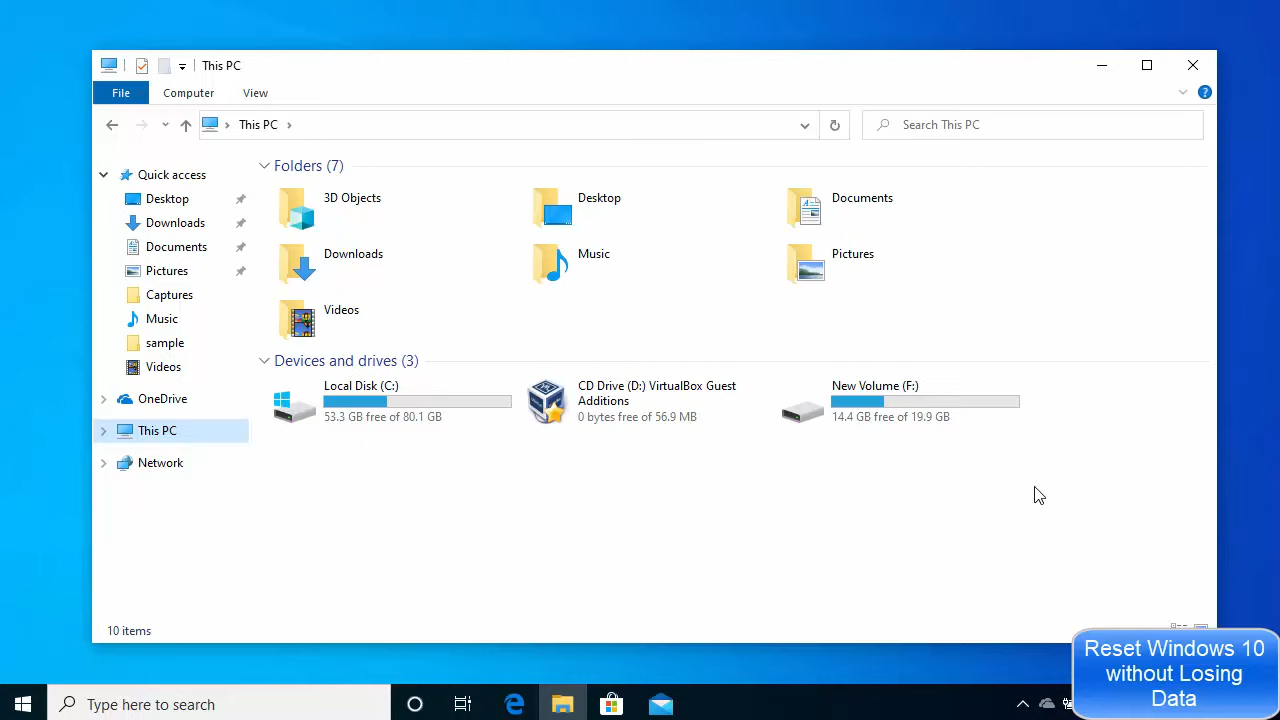 This PC
File Computer View
This PC
Search This PC
Quick access
Desktop
Downloads
Documents
Pictures
Captures
Music
sample
Videos
OneDrive
This PC
Network
Folders (7)
3D Objects
Desktop
Documents
Downloads
Music
Pictures
Videos
Devices and drives (3)
Local Disk (C:)
53.3 GB free of 80.1 GB
CD Drive (D:) VirtualBox Guest
Additions
0 bytes free of 56.9 MB
New Volume (F:)
14.4 GB free of 19.9 GB
10 items
Type here to search
Reset Windows 10
without Losing
Data